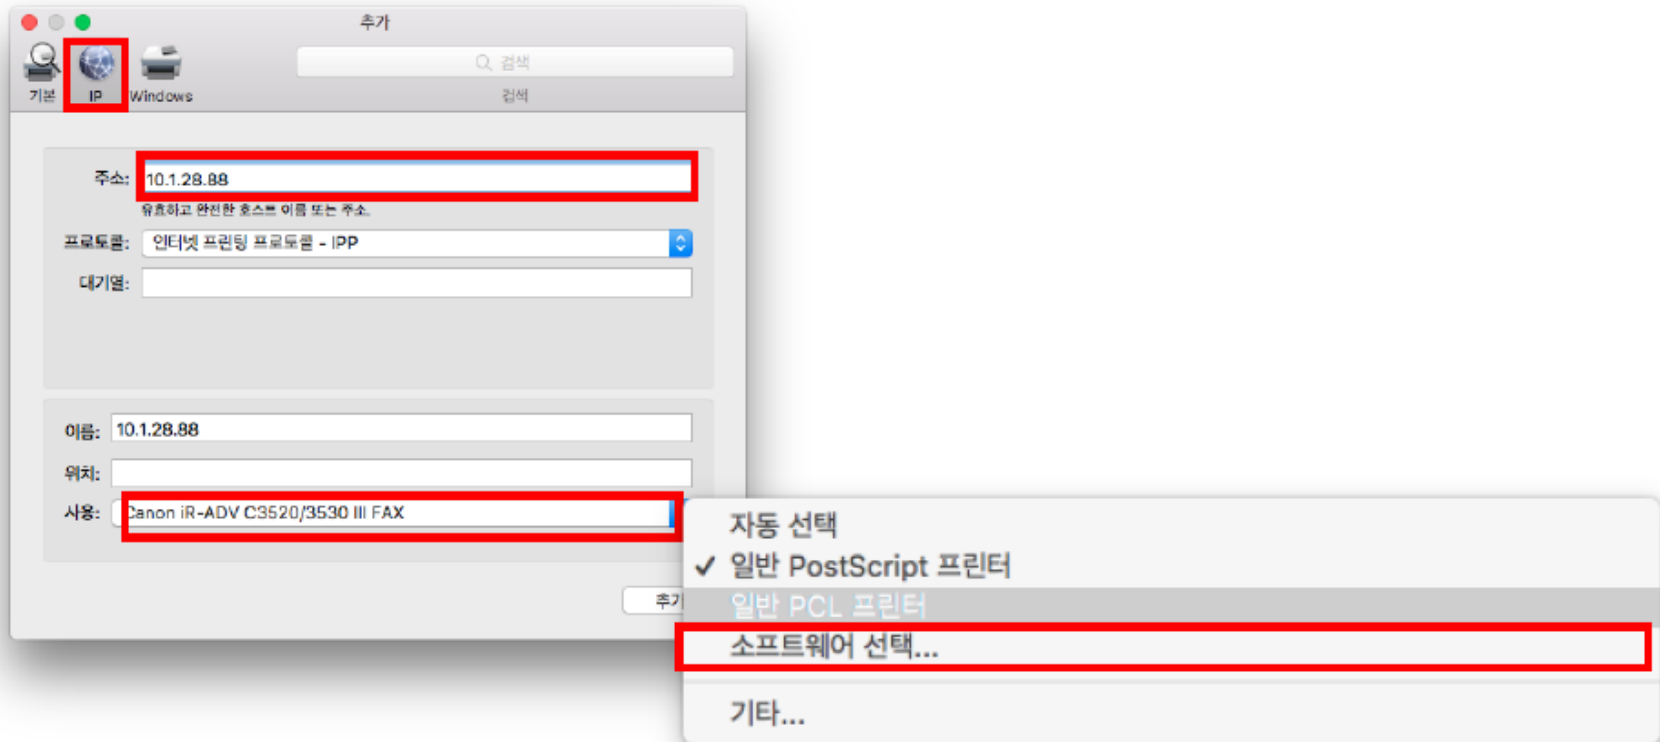 추가
검색
기본 IP Windows 검색
주소: 10.1.28.88
유효하고 완전한 호스트 이름 또는 주소.
프로토콜: 인터넷 프린팅 프로토콜 - IPP
대기열:
이름: 10.1.28.88
위치:
사용: Canon iR-ADV C3520/3530 III FAX
추가
자동 선택
✓ 일반 PostScript 프린터
일반 PCL 프린터
소프트웨어 선택...
기타...